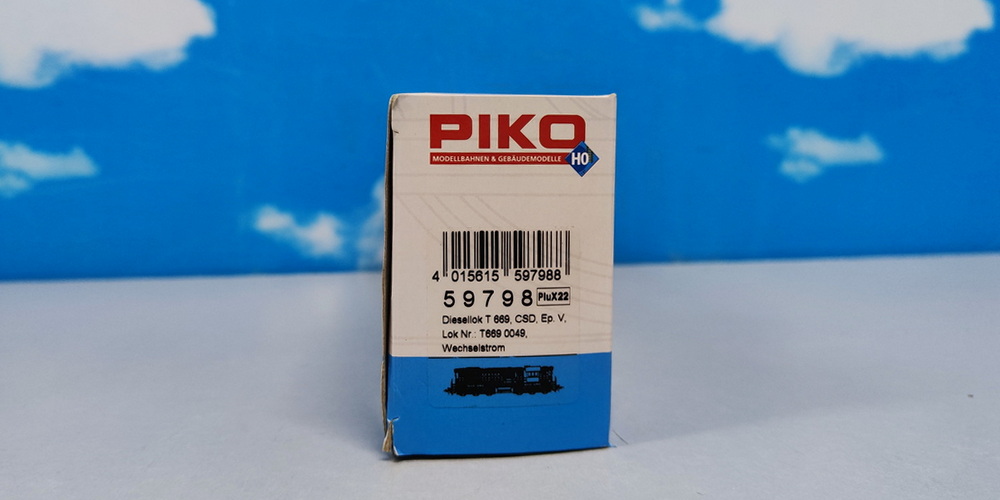 PIKO
MODELLBAHNEN & GEBÄUDEMODELLE H0
4 015615 597988
59798 PluX22
Diesellok T 669, CSD, Ep. V,
Lok Nr.: T669 0049,
Wechselstrom